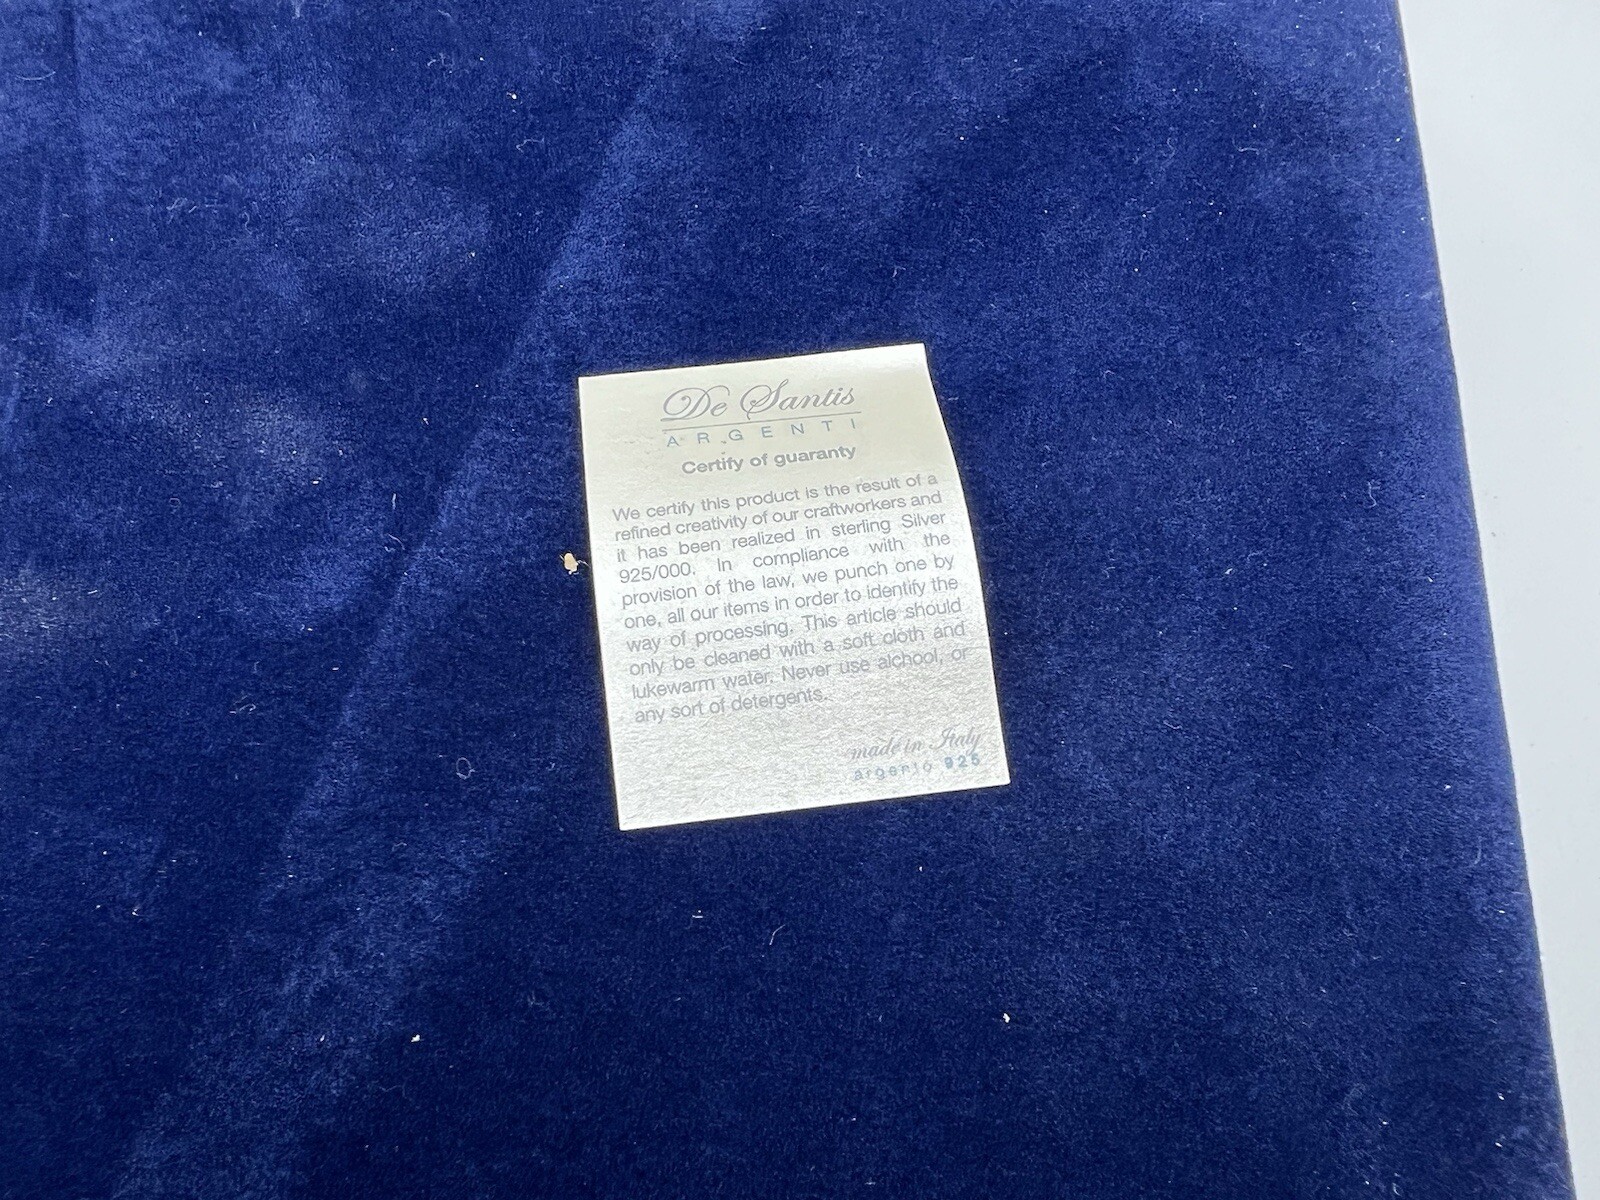 De Santis
ARGENTI
Certify of guaranty
We certify this product is the result of a
refined creativity of our craftworkers and
it has been realized in sterling Silver
925/000. In compliance with the
provision of the law, we punch one by
one, all our items in order to identify the
way of processing. This article should
only be cleaned with a soft cloth and
lukewarm water. Never use alchool, or
any sort of detergents.
made in Italy
argento 925